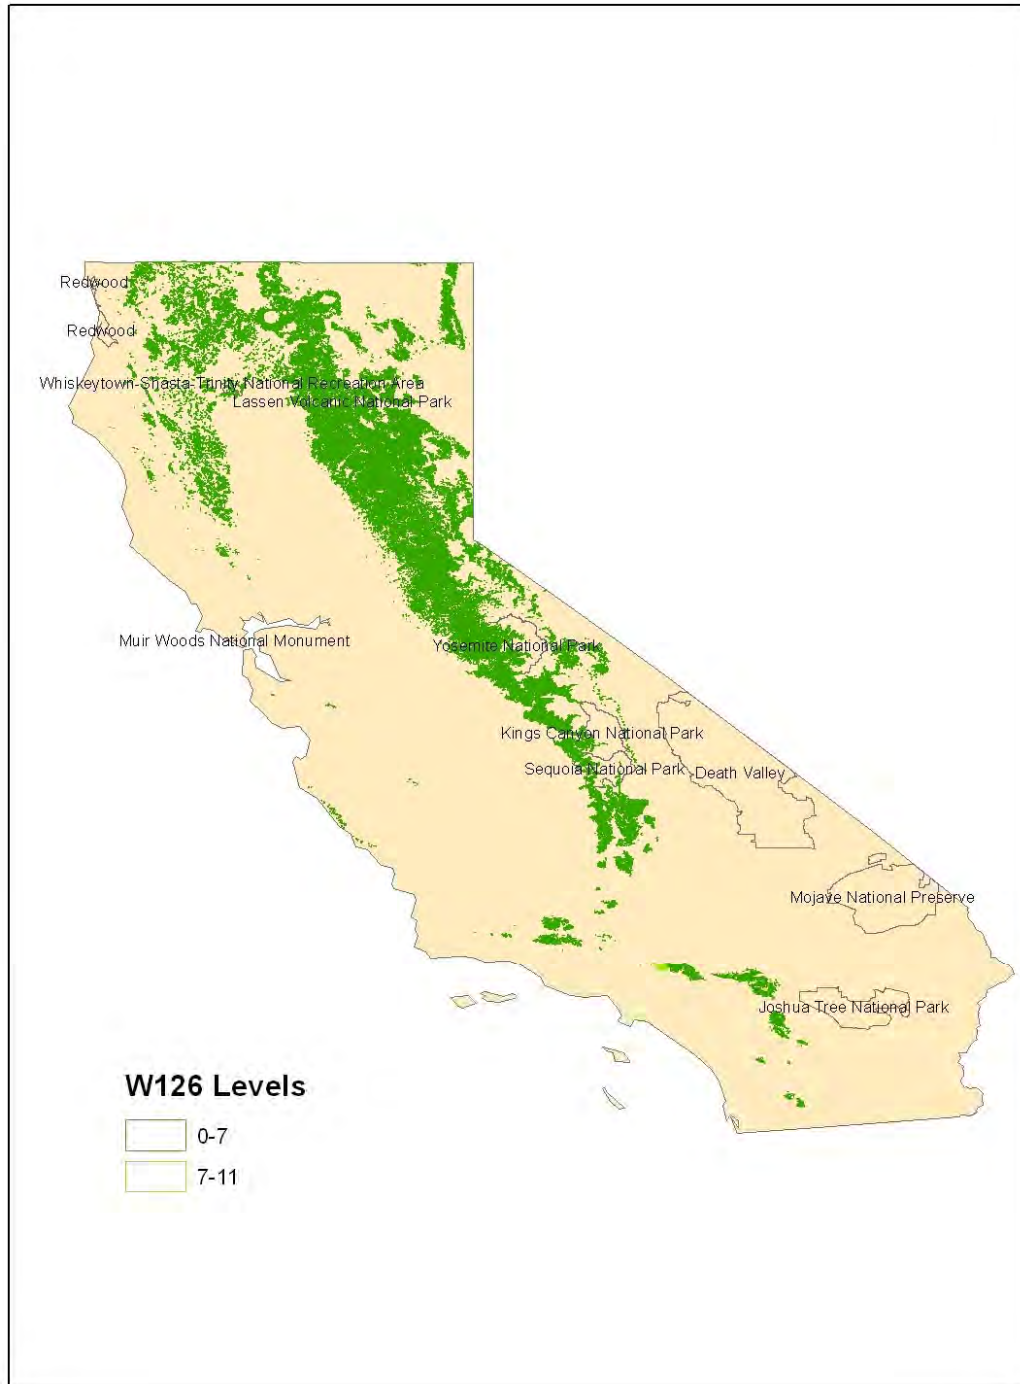 Redwood
Redwood
Whiskeytown-Shasta-Trinity National Recreation Area
Lassen Volcanic National Park
Muir Woods National Monument
Yosemite National Park
Kings Canyon National Park
Sequoia National Park
Death Valley
Mojave National Preserve
Joshua Tree National Park
W126 Levels
0-7
7-11